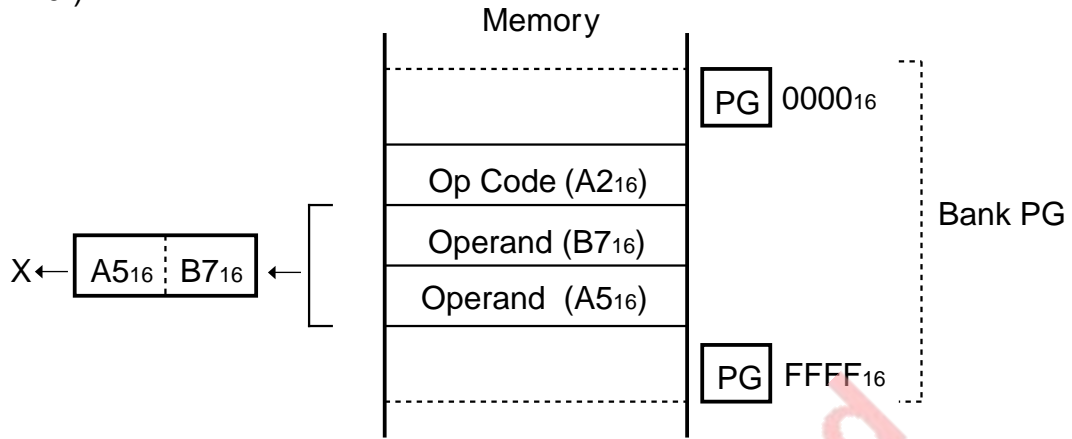 Memory
PG 0000₁₆
Op Code (A2₁₆)
Operand (B7₁₆)
Bank PG
X A5₁₆ B7₁₆
Operand (A5₁₆)
PG FFFF₁₆